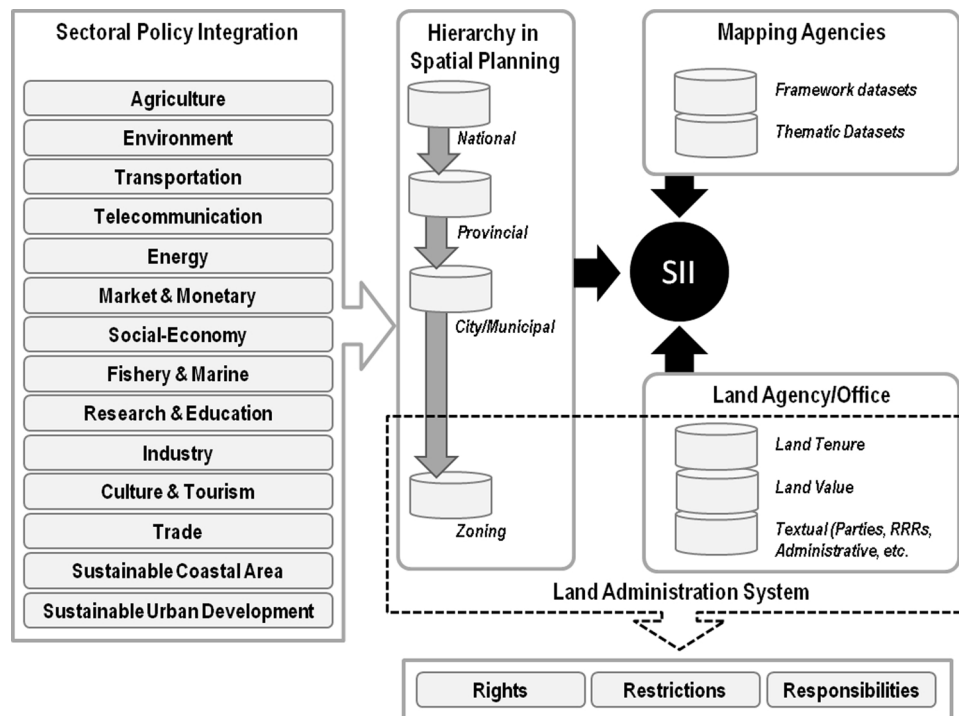 Sectoral Policy Integration
Agriculture
Environment
Transportation
Telecommunication
Energy
Market & Monetary
Social-Economy
Fishery & Marine
Research & Education
Industry
Culture & Tourism
Trade
Sustainable Coastal Area
Sustainable Urban Development
Hierarchy in
Spatial Planning
National
Provincial
City/Municipal
Zoning
Mapping Agencies
Framework datasets
Thematic Datasets
SII
Land Agency/Office
Land Tenure
Land Value
Textual (Parties, RRRs,
Administrative, etc.
Land Administration System
Rights
Restrictions
Responsibilities